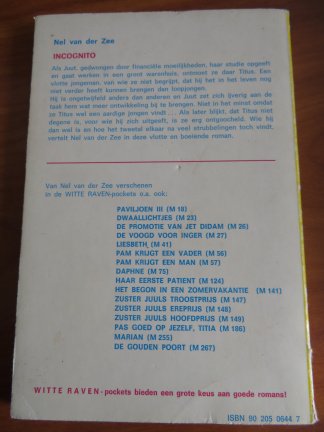 Nel van der Zee
INCOGNITO
Als Juut, gedwongen door financiële moeilijkheden, haar studie opgeeft
en gaat werken in een groot warenhuis, ontmoet ze daar Titus. Een
vlotte jongeman, van wie ze niet begrijpt, dat hij het in het leven nog
niet verder heeft kunnen brengen dan loopjongen.
Hij is ongetwijfeld anders dan anderen en Juut zet zich ijverig aan de
taak hem wat meer ontwikkeling bij te brengen. Niet in het minst omdat
ze Titus wel een aardige jongen vindt... Als later blijkt, dat Titus niet
degene is, voor wie hij zich uitgeeft, is ze erg ontgoocheld. Wie hij
dan wel is en hoe het tweetal elkaar na veel strubbelingen toch vindt,
vertelt Nel van der Zee in deze vlotte en boeiende roman.
Van Nel van der Zee verschenen
in de WITTE RAVEN-pockets o.a. ook:
PAVILJOEN III (M 18)
DWAALLICHTJES (M 23)
DE PROMOTIE VAN JET DIDAM (M 26)
DE VOOGD VOOR INGER (M 27)
LIESBETH (M 41)
PAM KRIJGT EEN VADER (M 56)
PAM KRIJGT EEN MAN (M 57)
DAPHNE (M 75)
HAAR EERSTE PATIENT (M 124)
HET BEGON IN EEN ZOMERVAKANTIE (M 141)
ZUSTER JUULS TROOSTPRIJS (M 147)
ZUSTER JUULS EREPRIJS (M 148)
ZUSTER JUULS HOOFDPRIJS (M 149)
PAS GOED OP JEZELF, TITIA (M 186)
MARIAN (M 255)
DE GOUDEN POORT (M 267)
WITTE RAVEN-pockets bieden een grote keus aan goede romans!
ISBN 90 205 0644 7